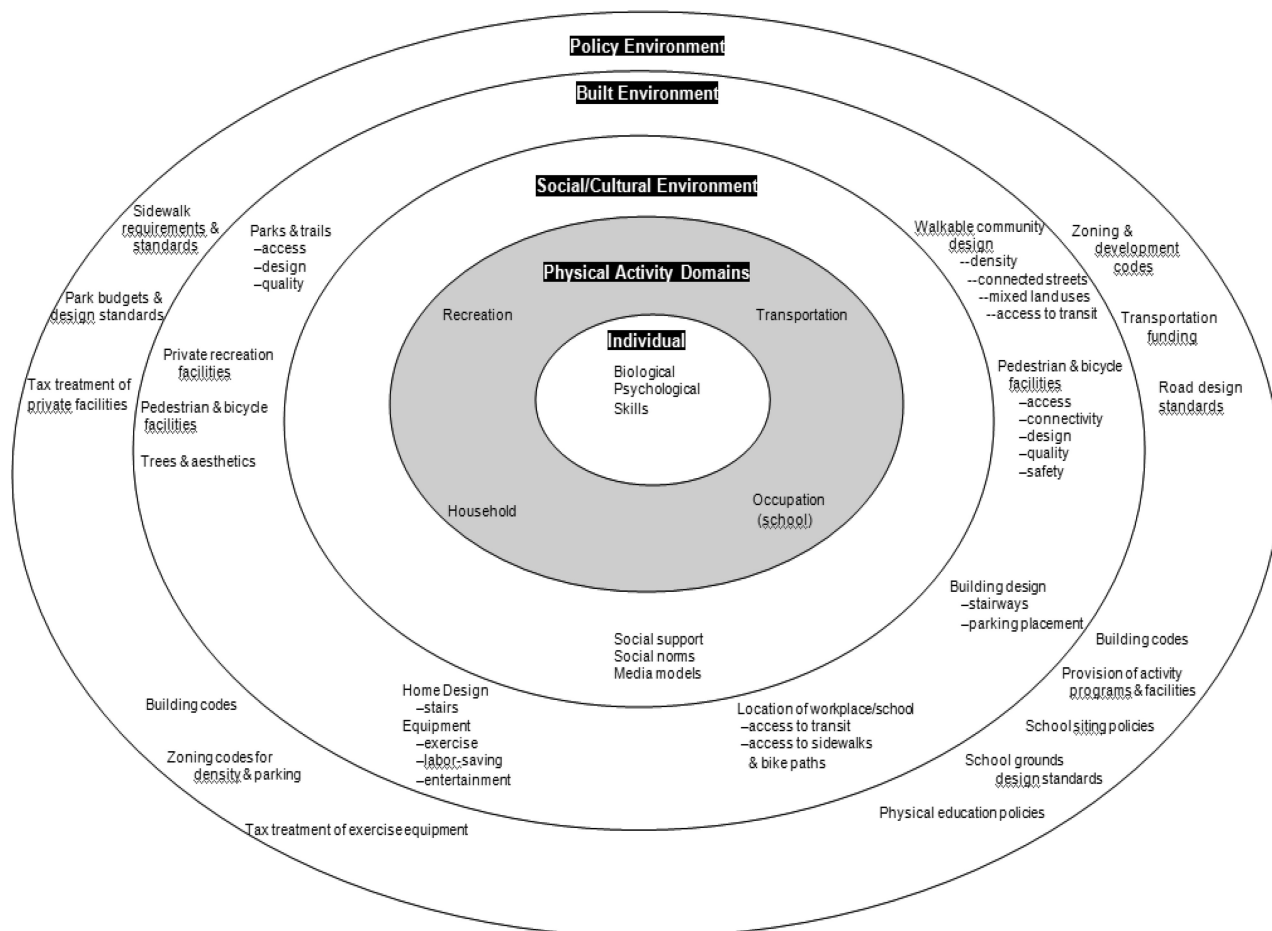 Policy Environment
Built Environment
Social/Cultural Environment
Physical Activity Domains
Individual
Biological
Psychological
Skills
Recreation
Transportation
Household
Occupation
(school)
Social support
Social norms
Media models
Parks & trails
–access
–design
–quality
Private recreation
facilities
Pedestrian & bicycle
facilities
Trees & aesthetics
Walkable community
design
--density
--connected streets
--mixed land uses
--access to transit
Pedestrian & bicycle
facilities
–access
–connectivity
–design
–quality
–safety
Building design
–stairways
–parking placement
Home Design
–stairs
Equipment
–exercise
–labor-saving
–entertainment
Location of workplace/school
–access to transit
–access to sidewalks
& bike paths
Sidewalk
requirements &
standards
Park budgets &
design standards
Tax treatment of
private facilities
Zoning &
development
codes
Transportation
funding
Road design
standards
Building codes
Zoning codes for
density & parking
Tax treatment of exercise equipment
Building codes
Provision of activity
programs & facilities
School siting policies
School grounds
design standards
Physical education policies